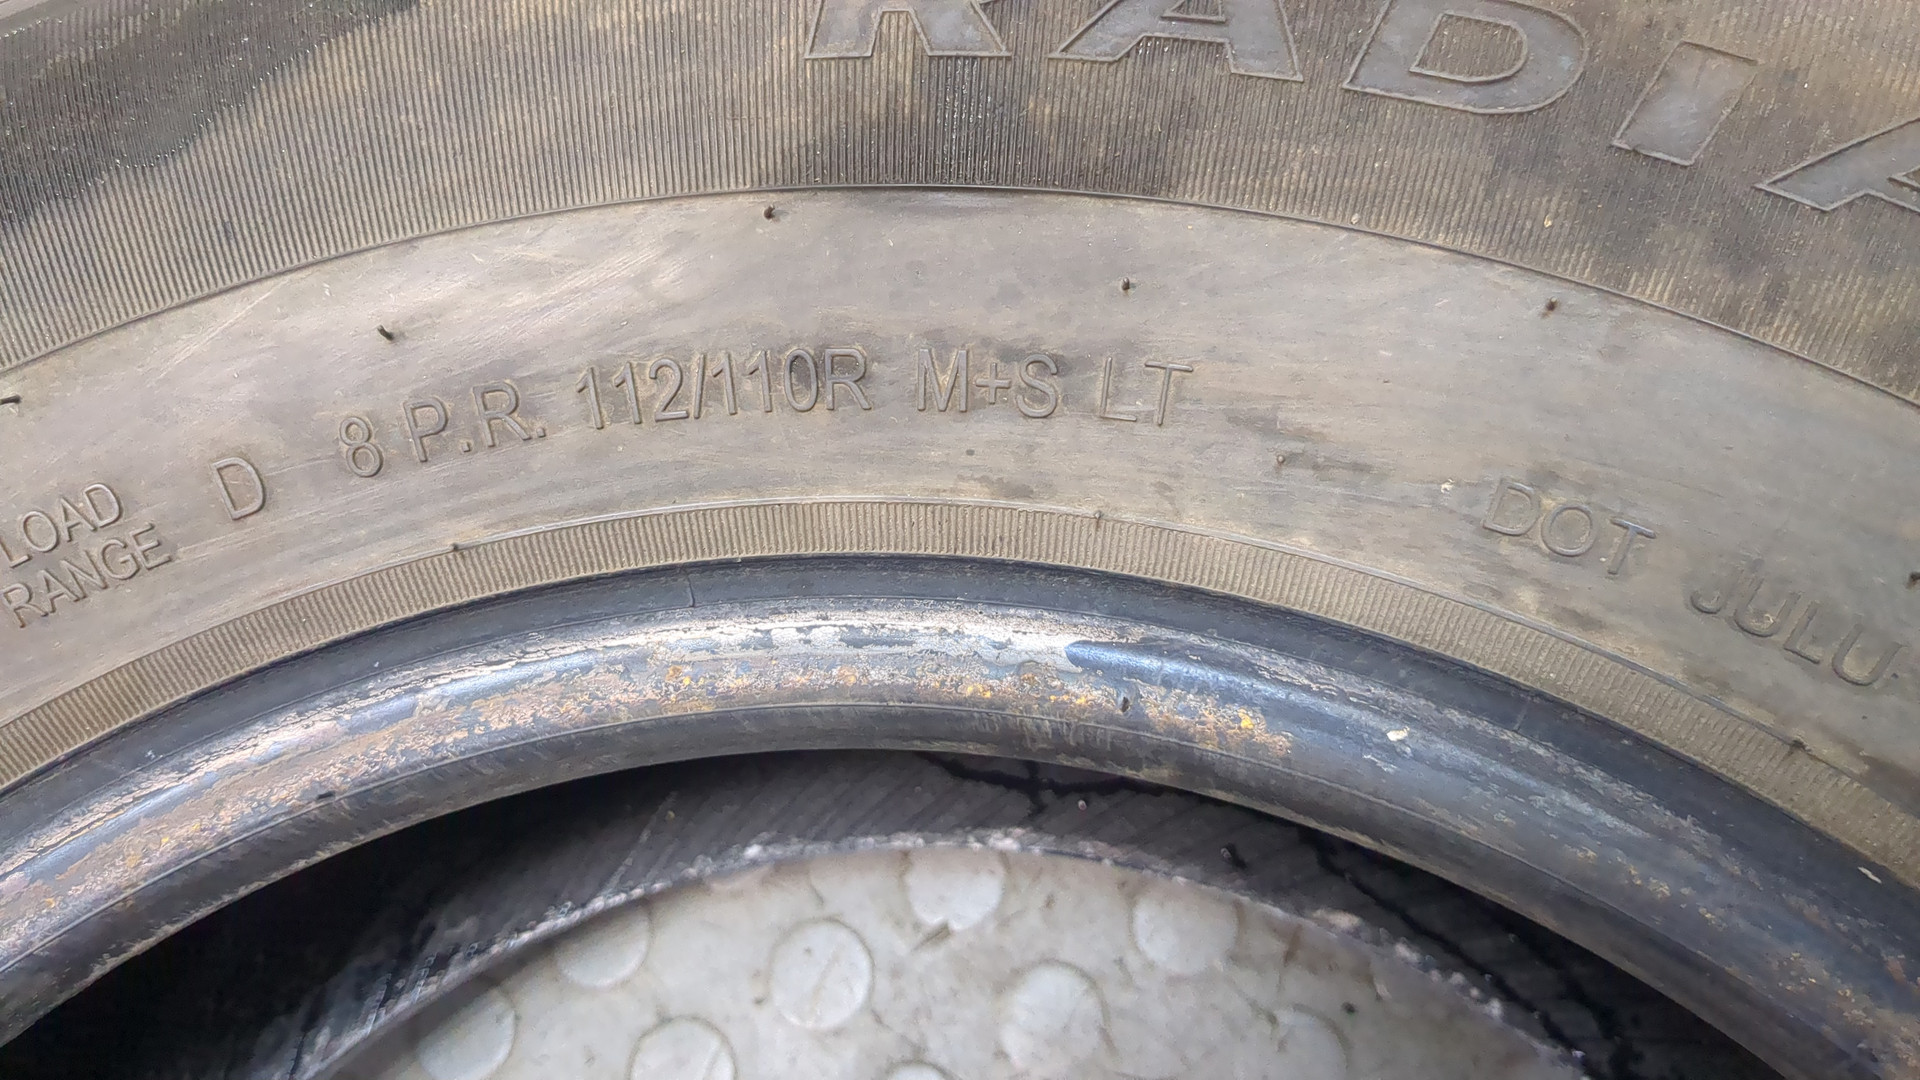 RADIA
LOAD RANGE D 8 P.R. 112/110R M+S LT
DOT JULU